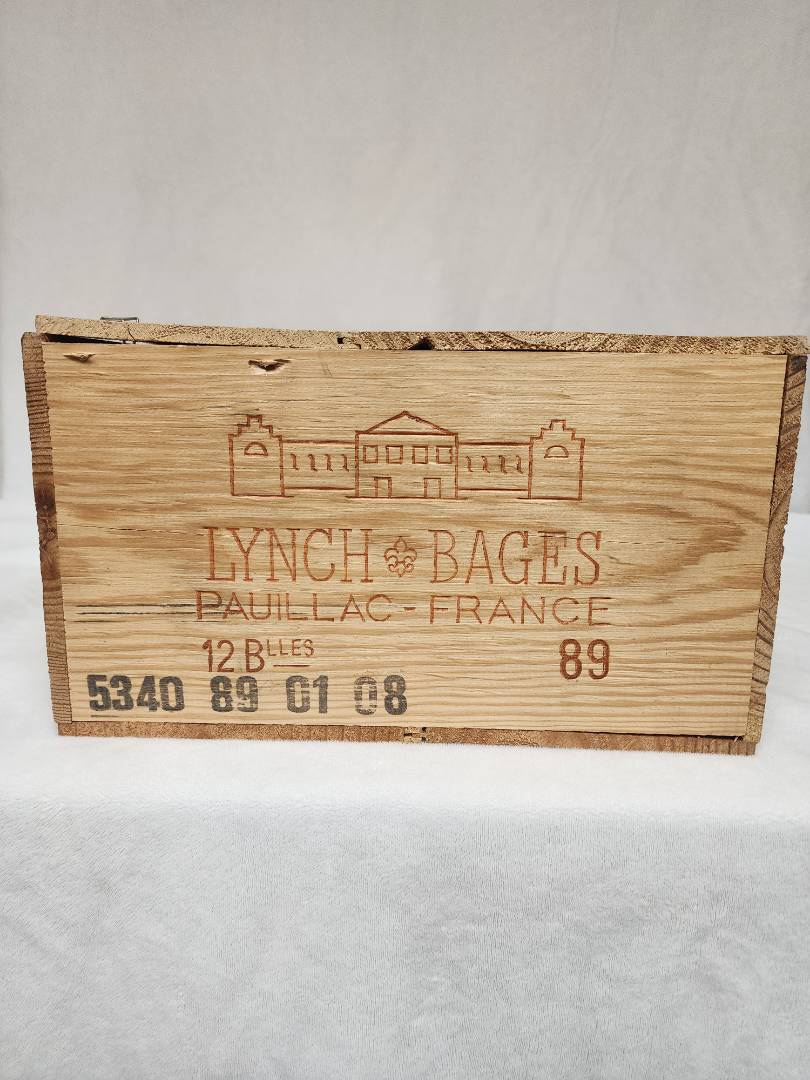 LYNCH BAGES
PAUILLAC-FRANCE
12 BLLES 89
5340 89 01 08